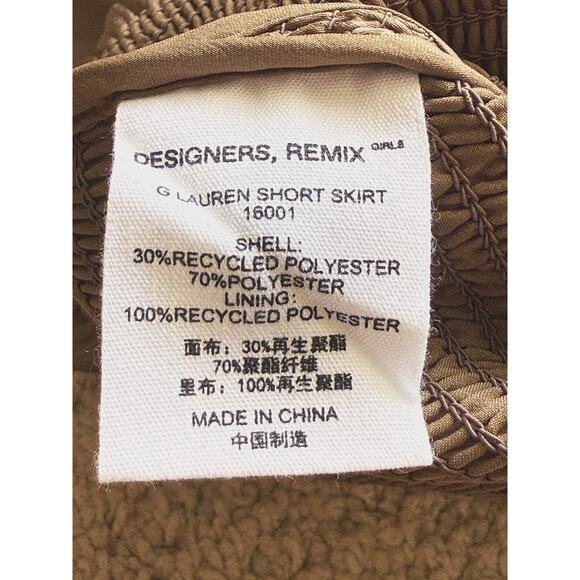 DESIGNERS, REMIX GIRLS
G LAUREN SHORT SKIRT
16001
SHELL:
30%RECYCLED POLYESTER
70%POLYESTER
LINING:
100%RECYCLED POLYESTER
面布：30%再生聚酯
70%聚酯纤维
里布：100%再生聚酯
MADE IN CHINA
中国制造